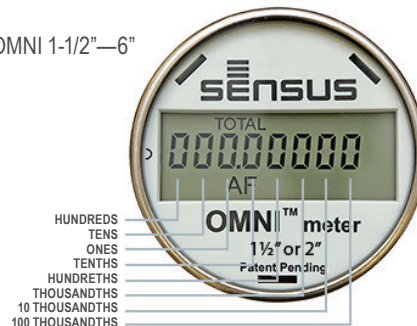 OMNI 1-1/2”—6”
SENSUS
TOTAL
000.00000
AF
OMNI™ meter
1½” or 2”
Patent Pending
HUNDREDS
TENS
ONES
TENTHS
HUNDRETHS
THOUSANDTHS
10 THOUSANDTHS
100 THOUSANDTHS